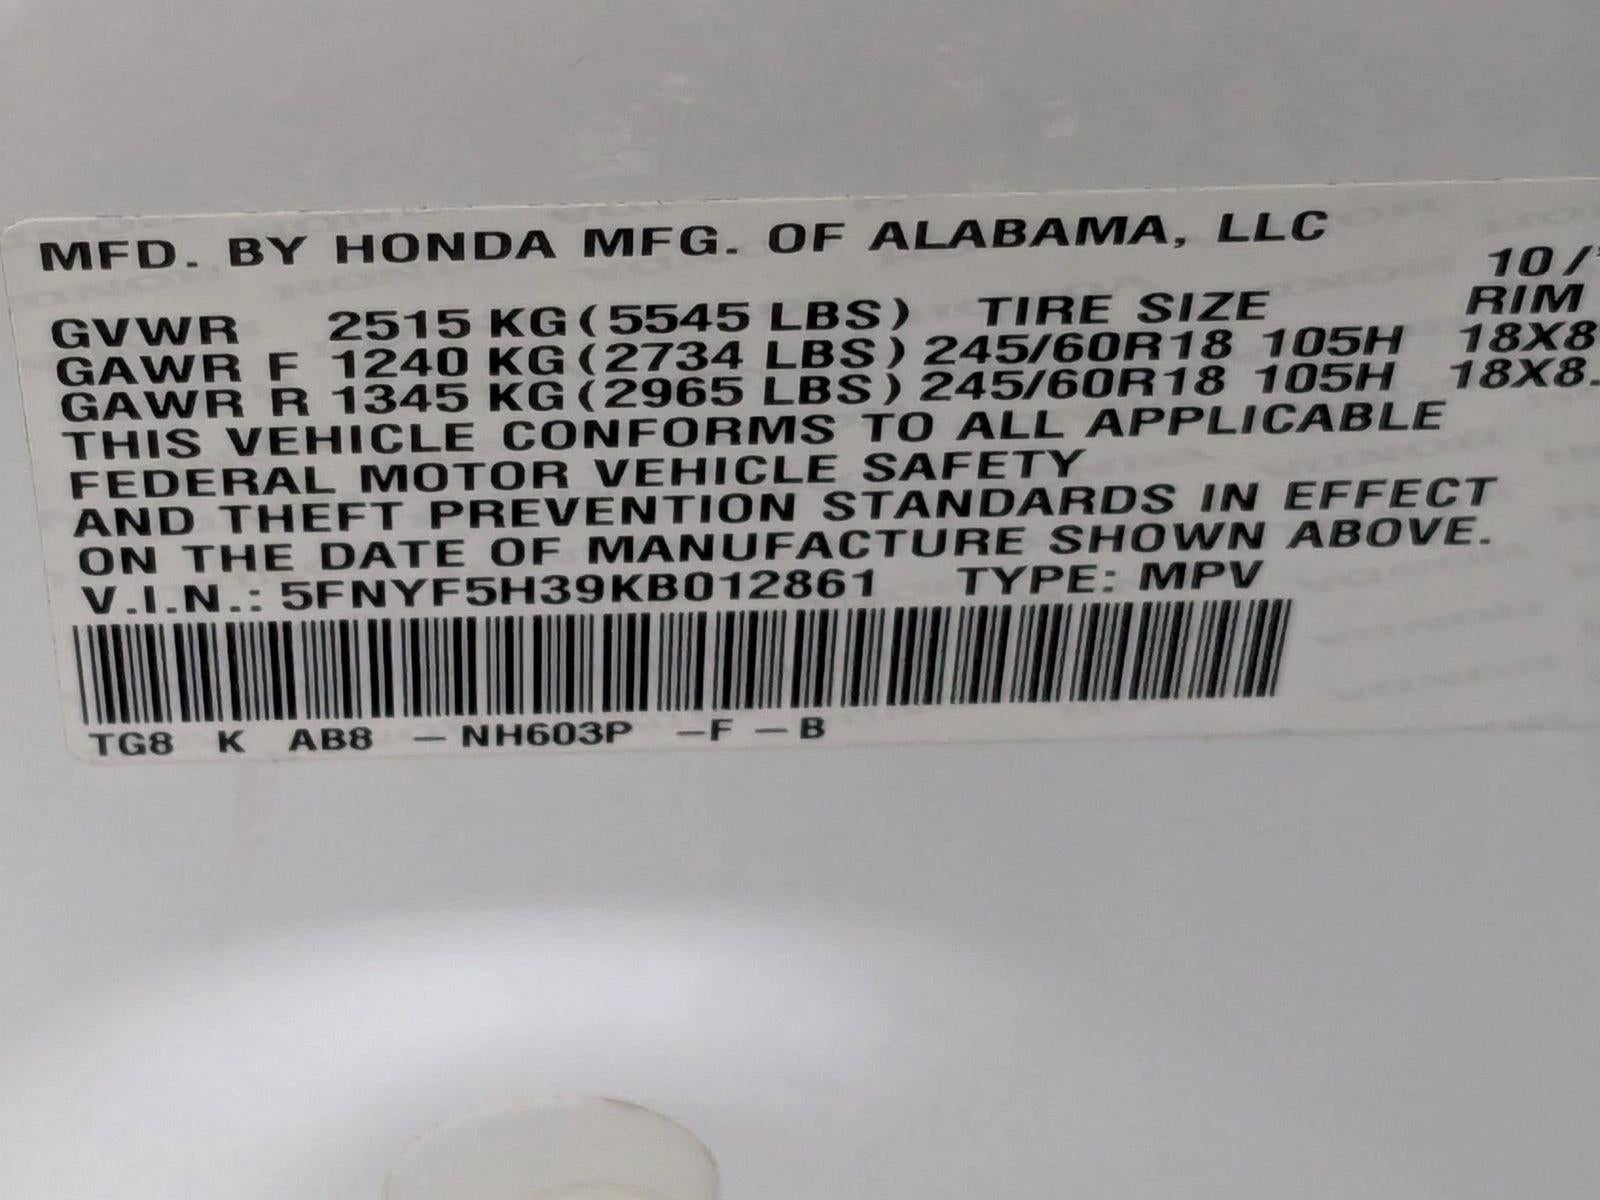 MFD. BY HONDA MFG. OF ALABAMA, LLC
10/
GVWR 2515 KG (5545 LBS) TIRE SIZE RIM
GAWR F 1240 KG (2734 LBS) 245/60R18 105H 18X8
GAWR R 1345 KG (2965 LBS) 245/60R18 105H 18X8.
THIS VEHICLE CONFORMS TO ALL APPLICABLE
FEDERAL MOTOR VEHICLE SAFETY
AND THEFT PREVENTION STANDARDS IN EFFECT
ON THE DATE OF MANUFACTURE SHOWN ABOVE.
V.I.N.: 5FNYF5H39KB012861 TYPE: MPV
TG8 K AB8 — NH603P —F — B